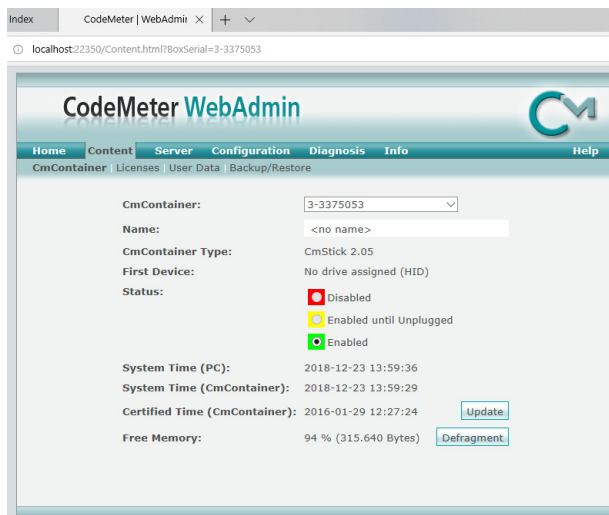 Index
CodeMeter | WebAdmin
localhost:22350/Content.html?BoxSerial=3-3375053
CodeMeter WebAdmin
CM
Home Content Server Configuration Diagnosis Info Help
CmContainer | Licenses | User Data | Backup/Restore
CmContainer: 3-3375053
Name: <no name>
CmContainer Type: CmStick 2.05
First Device: No drive assigned (HID)
Status:
Disabled
Enabled until Unplugged
Enabled
System Time (PC): 2018-12-23 13:59:36
System Time (CmContainer): 2018-12-23 13:59:29
Certified Time (CmContainer): 2016-01-29 12:27:24 Update
Free Memory: 94 % (315.640 Bytes) Defragment